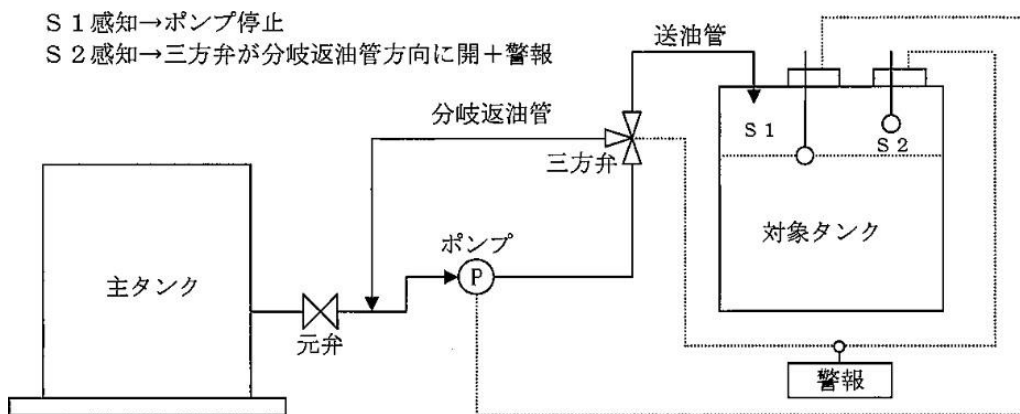 S1感知→ポンプ停止
S2感知→三方弁が分岐返油管方向に開＋警報
送油管
分岐返油管
S1
S2
三方弁
対象タンク
ポンプ
P
主タンク
元弁
警報